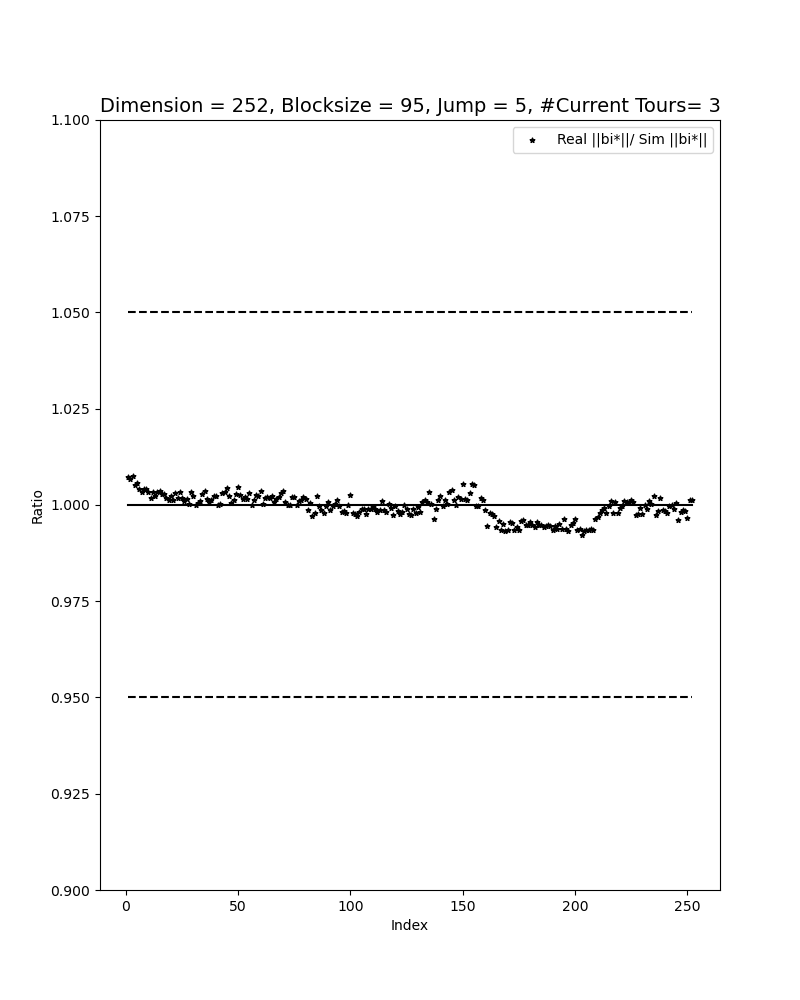 Dimension = 252, Blocksize = 95, Jump = 5, #Current Tours= 3
Real ||bi*||/ Sim ||bi*||
1.100
1.075
1.050
1.025
1.000
0.975
0.950
0.925
0.900
Ratio
0 50 100 150 200 250
Index